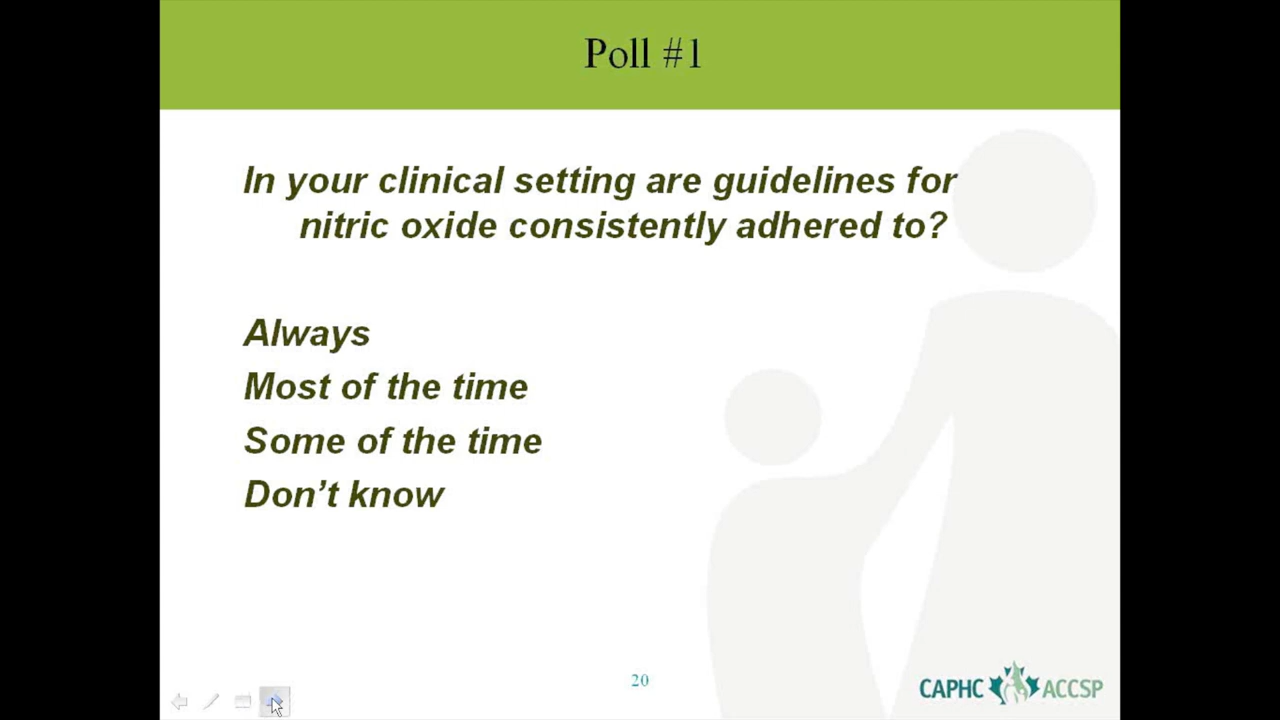 Poll #1
In your clinical setting are guidelines for
nitric oxide consistently adhered to?
Always
Most of the time
Some of the time
Don’t know
20
CAPHC ACCSP